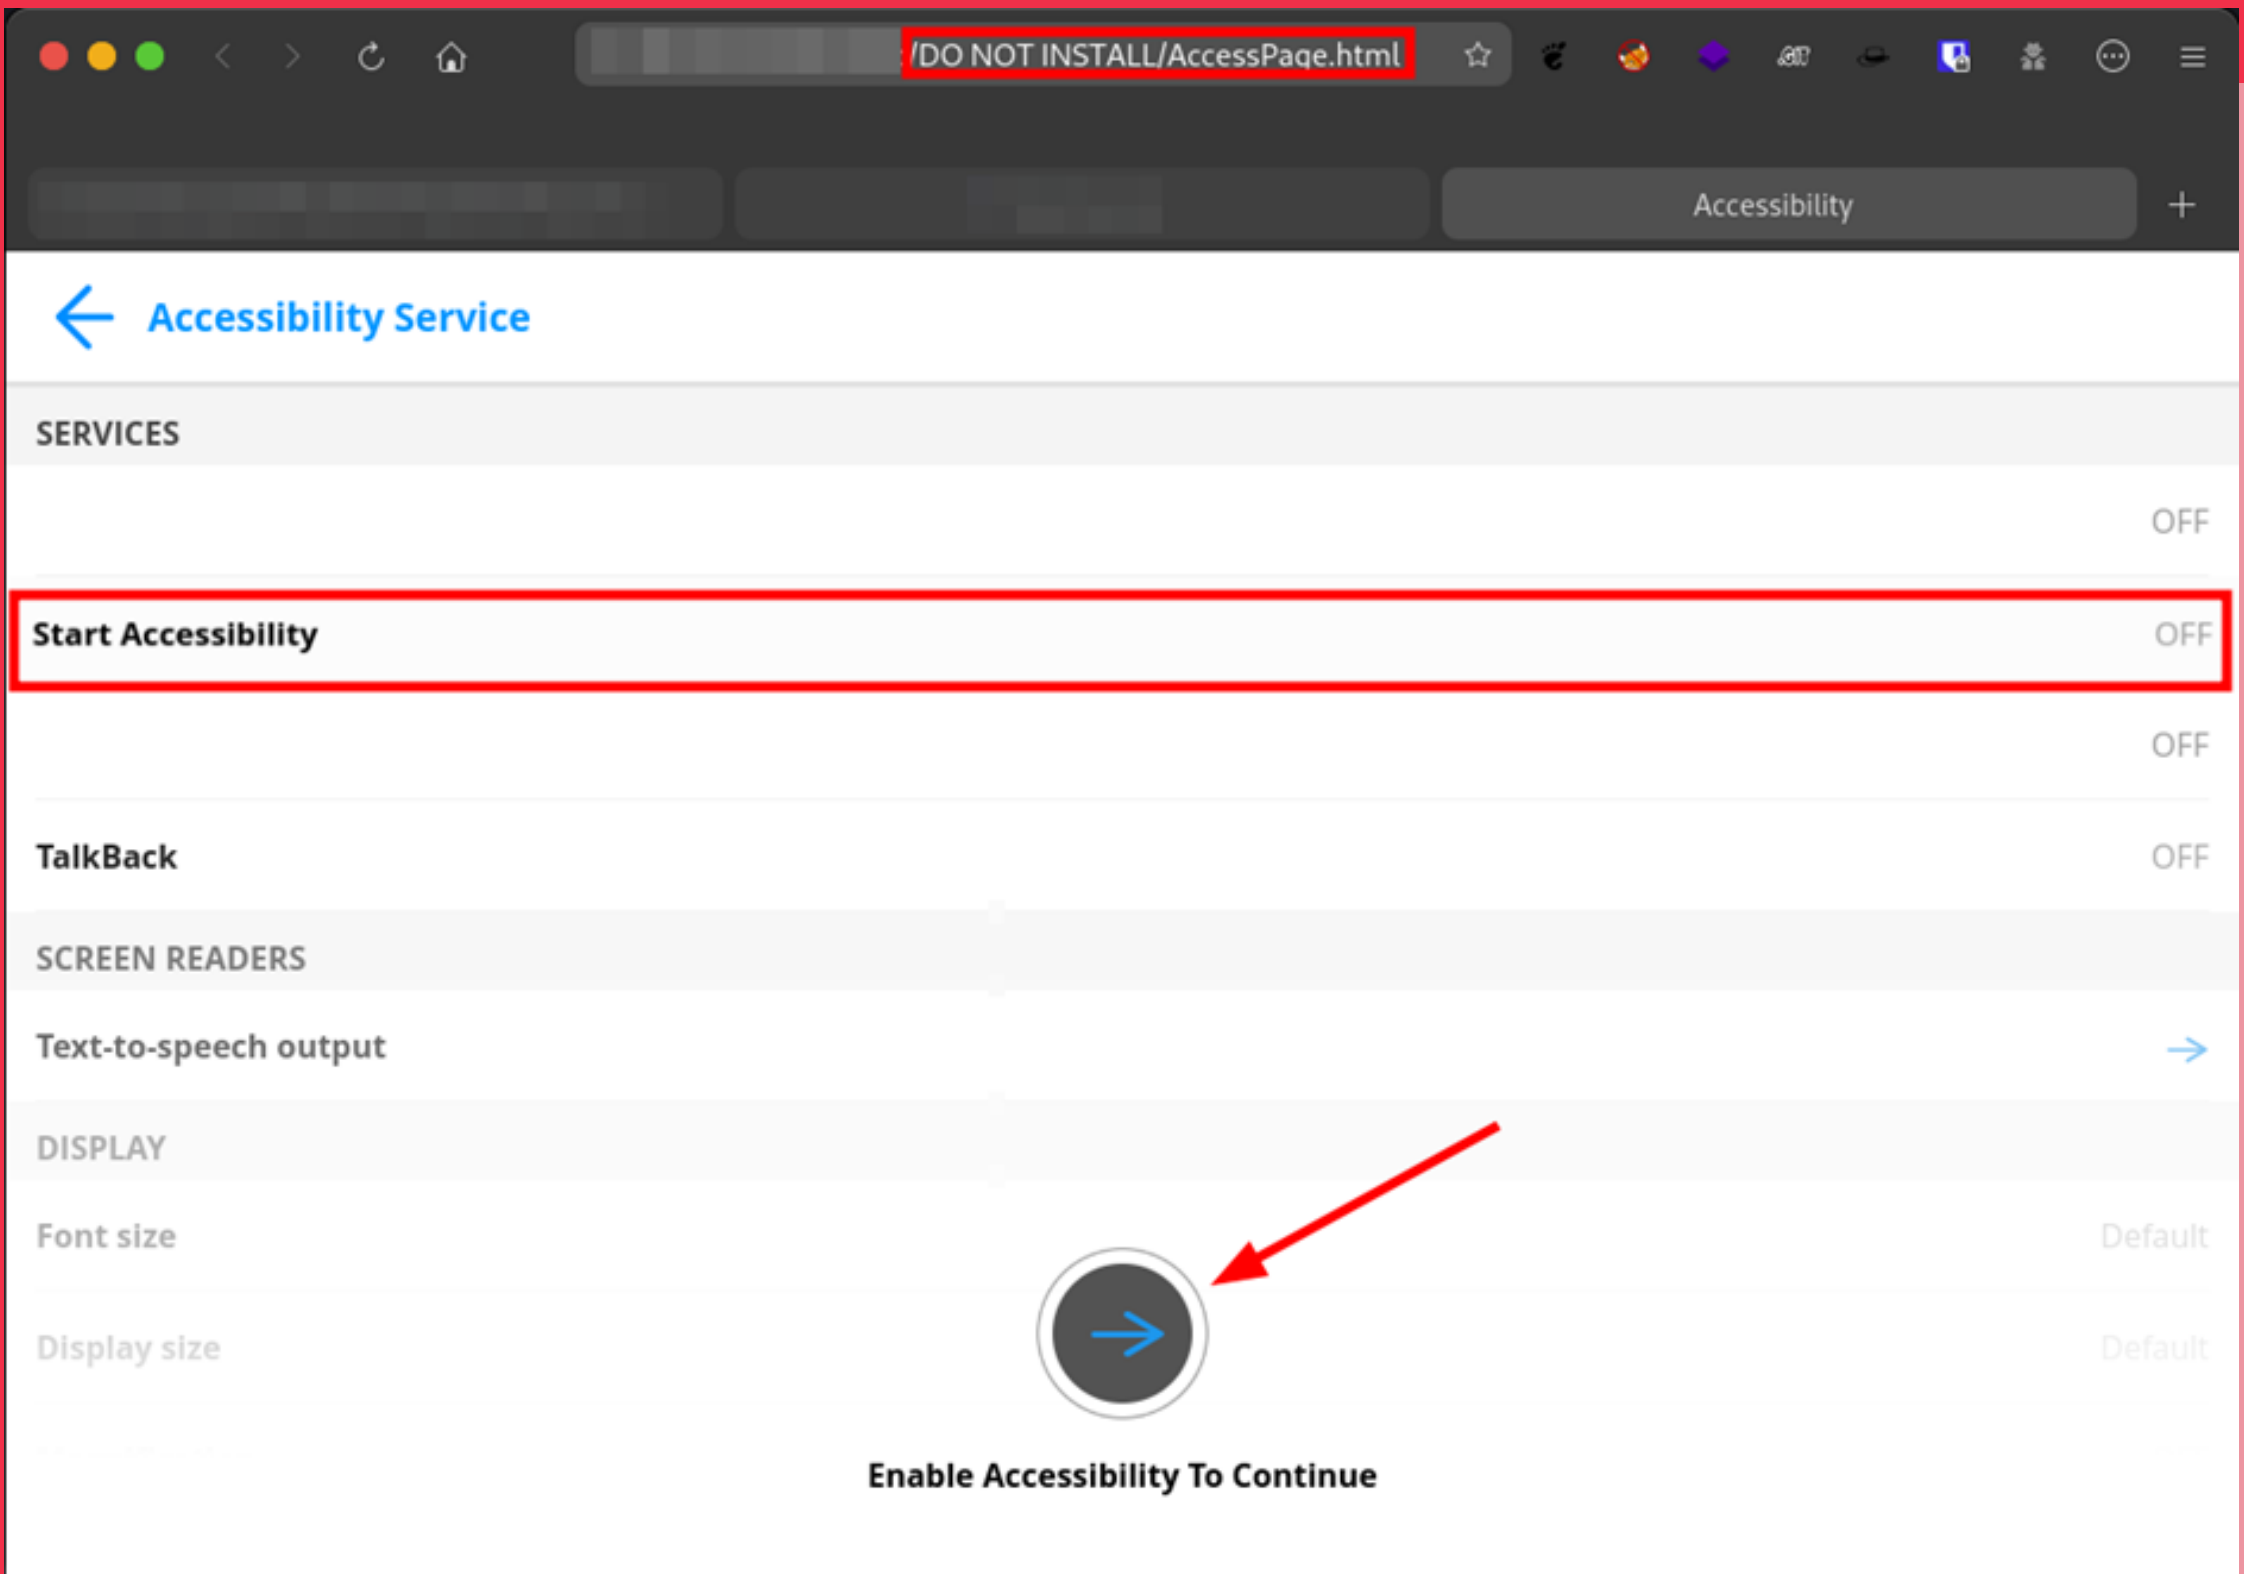 /DO NOT INSTALL/AccessPage.html
Accessibility
Accessibility Service
SERVICES
OFF
Start Accessibility OFF
OFF
TalkBack OFF
SCREEN READERS
Text-to-speech output
DISPLAY
Font size Default
Display size Default
Enable Accessibility To Continue